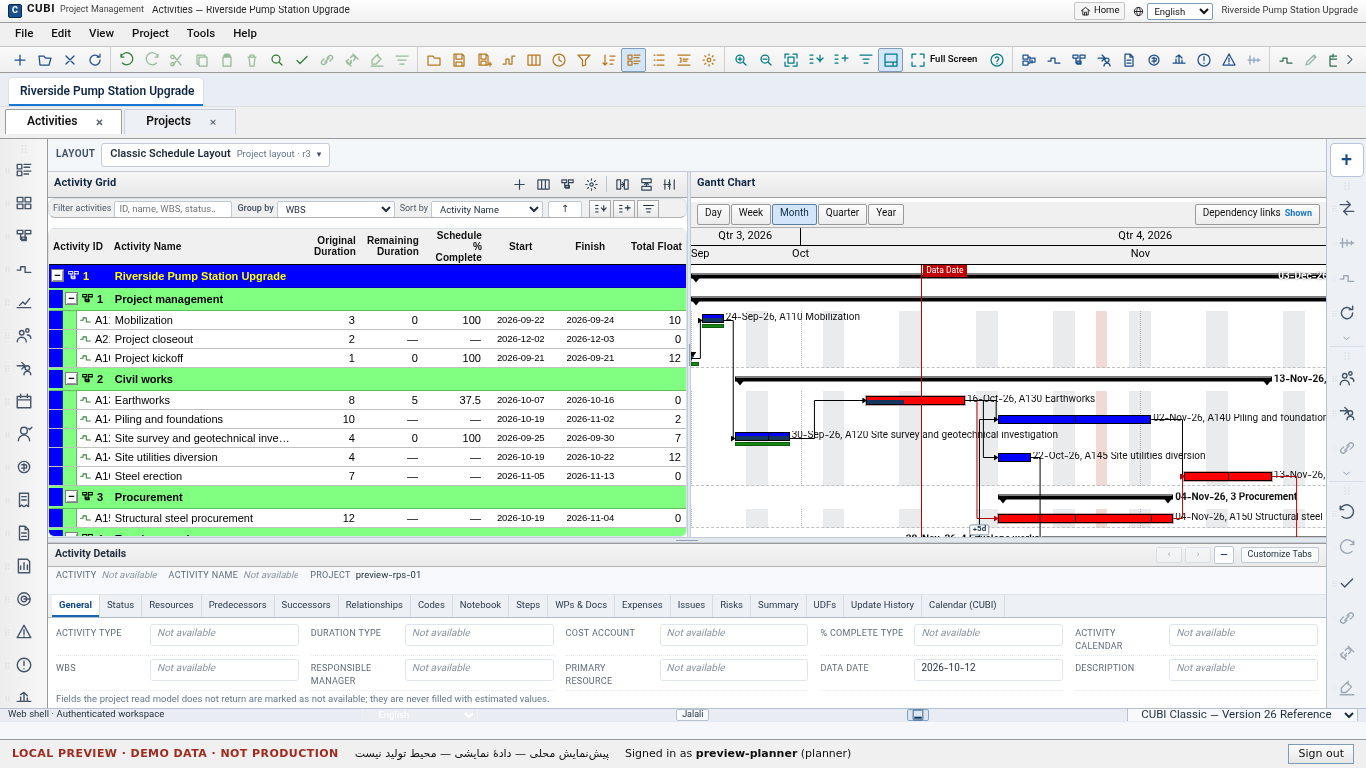 CUBI Project Management Activities — Riverside Pump Station Upgrade Home English Riverside Pump Station Upgrade
File Edit View Project Tools Help
Full Screen
Riverside Pump Station Upgrade
Activities × Projects ×
LAYOUT Classic Schedule Layout Project layout · r3
Activity Grid
Filter activities ID, name, WBS, status.. Group by WBS Sort by Activity Name ↑
Activity ID Activity Name Original Duration Remaining Duration Schedule % Complete Start Finish Total Float
1 Riverside Pump Station Upgrade
1 Project management
A1 Mobilization 3 0 100 2026-09-22 2026-09-24 10
A2 Project closeout 2 — — 2026-12-02 2026-12-03 0
A1 Project kickoff 1 0 100 2026-09-21 2026-09-21 12
2 Civil works
A1 Earthworks 8 5 37.5 2026-10-07 2026-10-16 0
A1 Piling and foundations 10 — — 2026-10-19 2026-11-02 2
A1 Site survey and geotechnical inve… 4 0 100 2026-09-25 2026-09-30 7
A1 Site utilities diversion 4 — — 2026-10-19 2026-10-22 12
A1 Steel erection 7 — — 2026-11-05 2026-11-13 0
3 Procurement
A1 Structural steel procurement 12 — — 2026-10-19 2026-11-04 0
Gantt Chart
Day Week Month Quarter Year Dependency links Shown
Qtr 3, 2026 Qtr 4, 2026
Sep Oct Nov
Data Date 03-Dec-26
24-Sep-26, A110 Mobilization
13-Nov-26,
16-Oct-26, A130 Earthworks
02-Nov-26, A140 Piling and foundation
30-Sep-26, A120 Site survey and geotechnical investigation
22-Oct-26, A145 Site utilities diversion
13-Nov-26,
04-Nov-26, 3 Procurement
04-Nov-26, A150 Structural steel
+5d
Activity Details Customize Tabs
ACTIVITY Not available ACTIVITY NAME Not available PROJECT preview-rps-01
General Status Resources Predecessors Successors Relationships Codes Notebook Steps WPs & Docs Expenses Issues Risks Summary UDFs Update History Calendar (CUBI)
ACTIVITY TYPE Not available DURATION TYPE Not available COST ACCOUNT Not available % COMPLETE TYPE Not available ACTIVITY CALENDAR Not available
WBS Not available RESPONSIBLE MANAGER Not available PRIMARY RESOURCE Not available DATA DATE 2026-10-12 DESCRIPTION Not available
Fields the project read model does not return are marked as not available; they are never filled with estimated values.
Web shell · Authenticated workspace English Jalali CUBI Classic — Version 26 Reference
LOCAL PREVIEW · DEMO DATA · NOT PRODUCTION پیش‌نمایش محلی — دادهٔ نمایشی — محیط تولید نیست Signed in as preview-planner (planner) Sign out